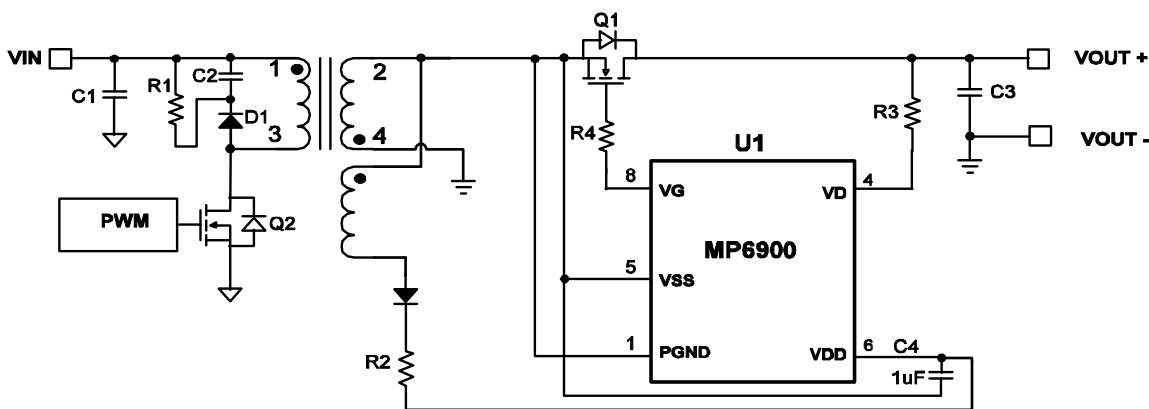 Q1
VIN
VOUT +
1
2
C2
R1
C1
C3
R3
D1
3
4
R4
VOUT -
U1
8
VG
VD
4
PWM
Q2
MP6900
5
VSS
1
PGND
VDD
6
C4
R2
1uF